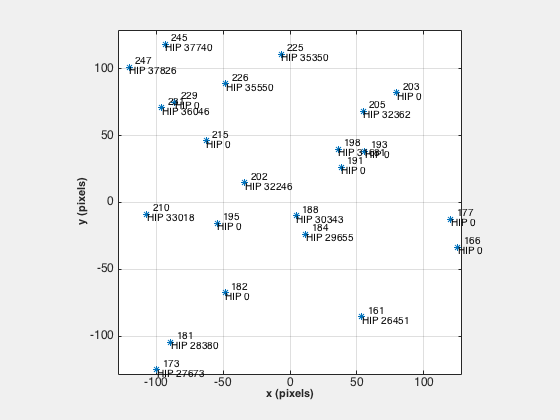 245
HIP 37740
225
HIP 35350
247
HIP 37826
100
226
HIP 35550
203
HIP 0
229
HIP 0
HIP 36046
205
HIP 32362
50
215
HIP 0
198
193
HIP 0
191
HIP 0
202
HIP 32246
0
210
HIP 33018
195
HIP 0
188
HIP 30343
184
HIP 29655
177
HIP 0
166
HIP 0
y (pixels)
-50
182
HIP 0
161
HIP 26451
-100
181
HIP 28380
173
HIP 27673
-100
-50
0
50
100
x (pixels)